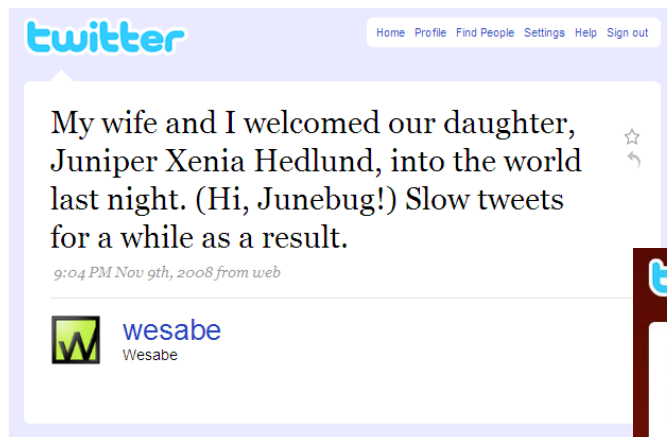 twitter
Home Profile Find People Settings Help Sign out
My wife and I welcomed our daughter,
Juniper Xenia Hedlund, into the world
last night. (Hi, Junebug!) Slow tweets
for a while as a result.
9:04 PM Nov 9th, 2008 from web
W
wesabe
Wesabe
t